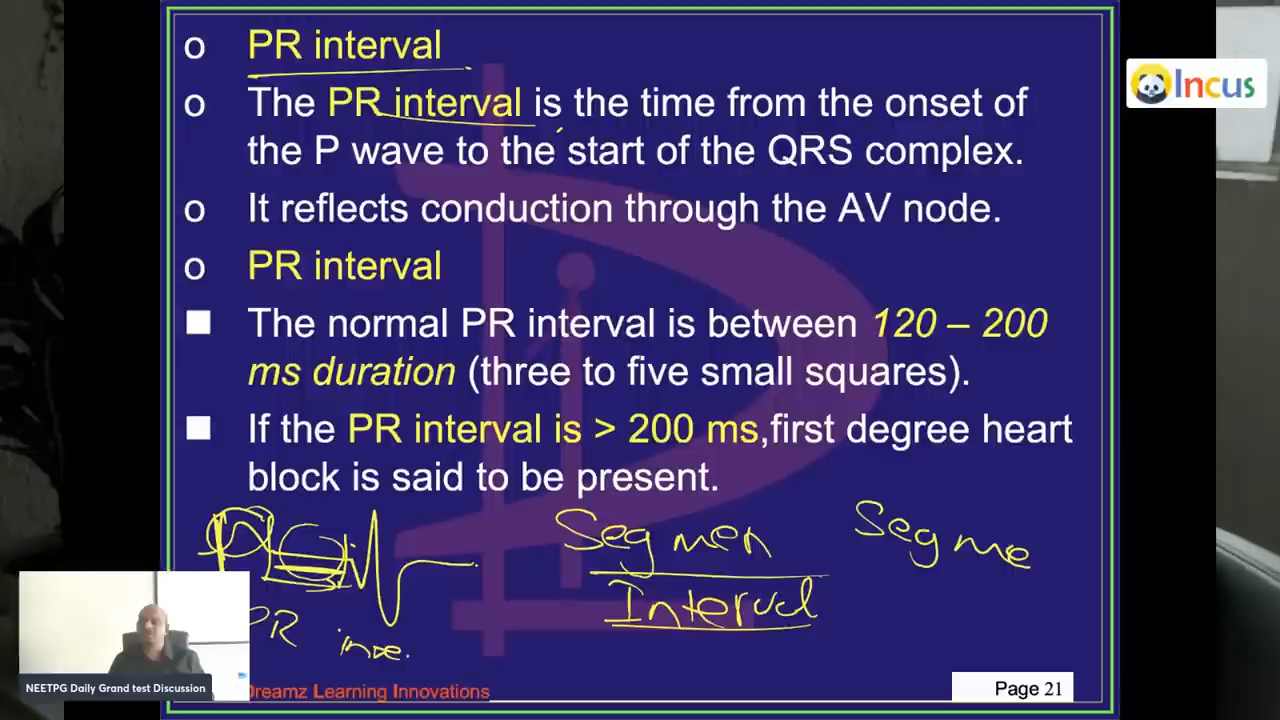 o PR interval
Incus
o The PR interval is the time from the onset of
the P wave to the start of the QRS complex.
o It reflects conduction through the AV node.
o PR interval
■ The normal PR interval is between 120 – 200
ms duration (three to five small squares).
■ If the PR interval is > 200 ms,first degree heart
block is said to be present.
Segmen Segme
Interval
PR
NEETPG Daily Grand test Discussion
Dreamz Learning Innovations
Page 21